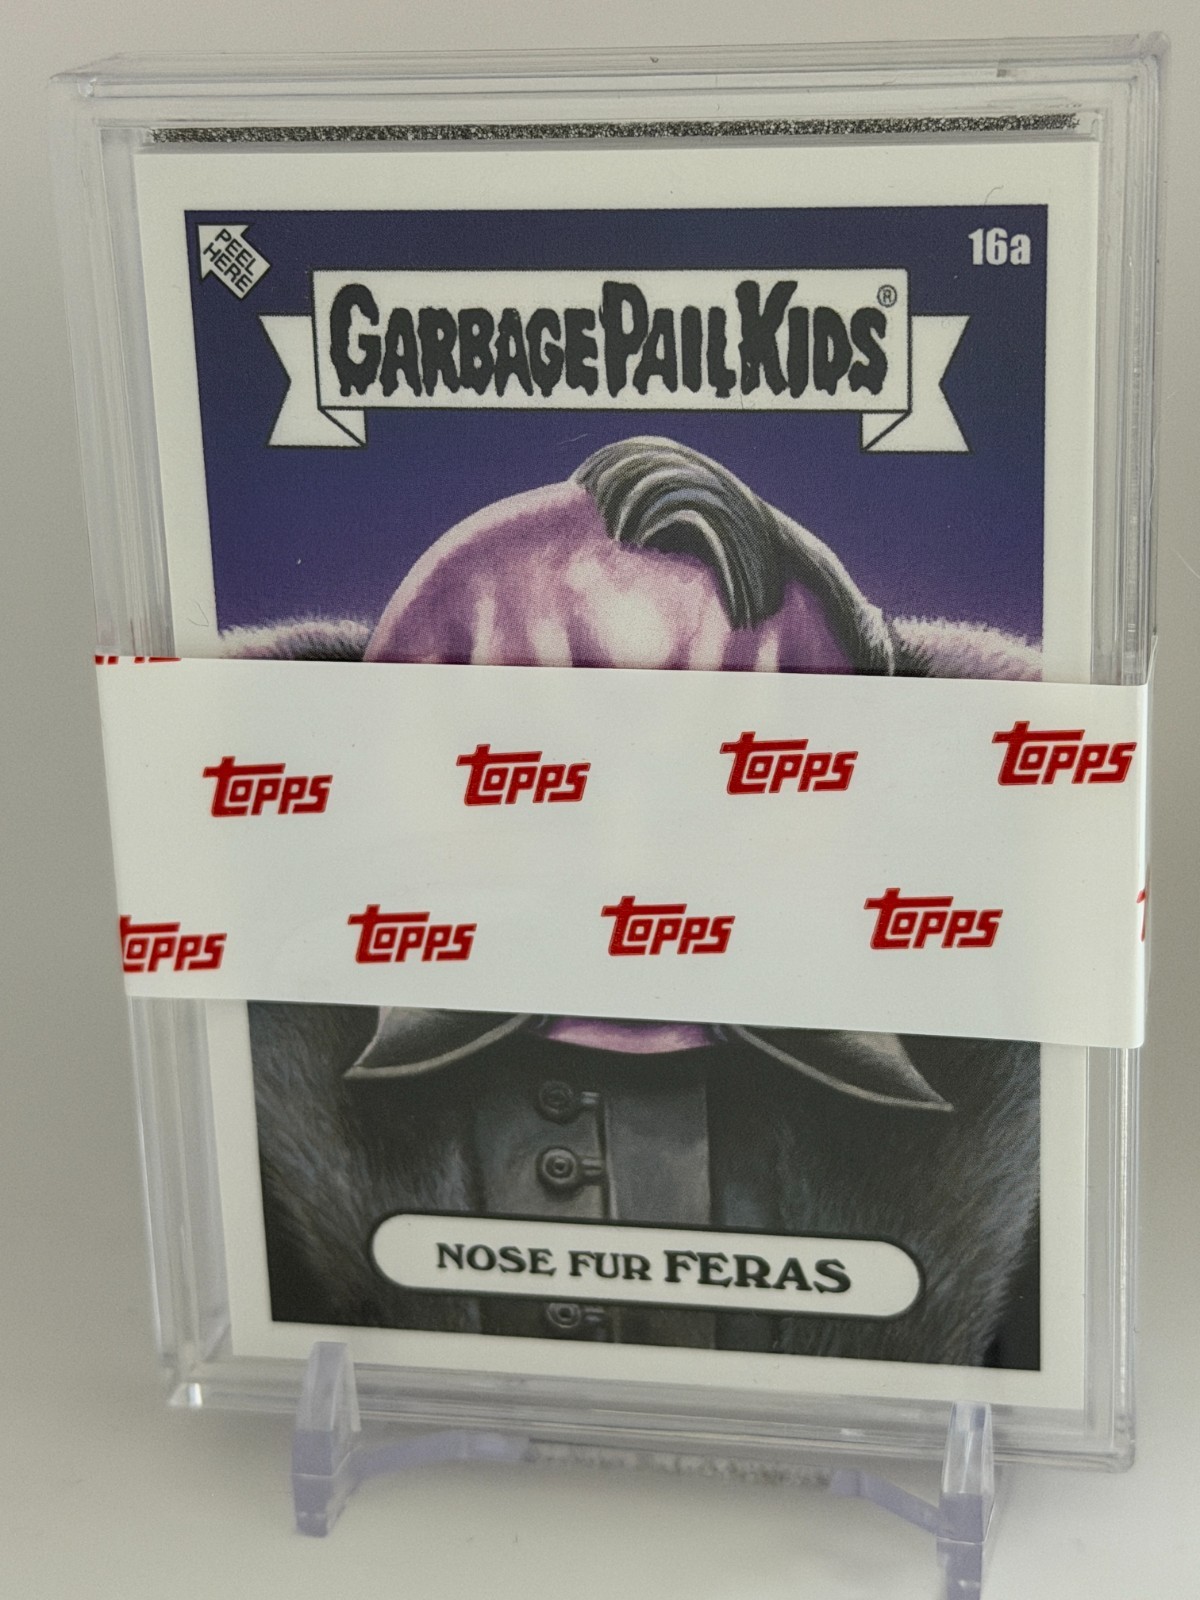 PEEL
HERE
16a
GARBAGE PAIL KIDS®
TOPPS TOPPS TOPPS TOPPS
TOPPS TOPPS TOPPS TOPPS
NOSE FUR FERAS